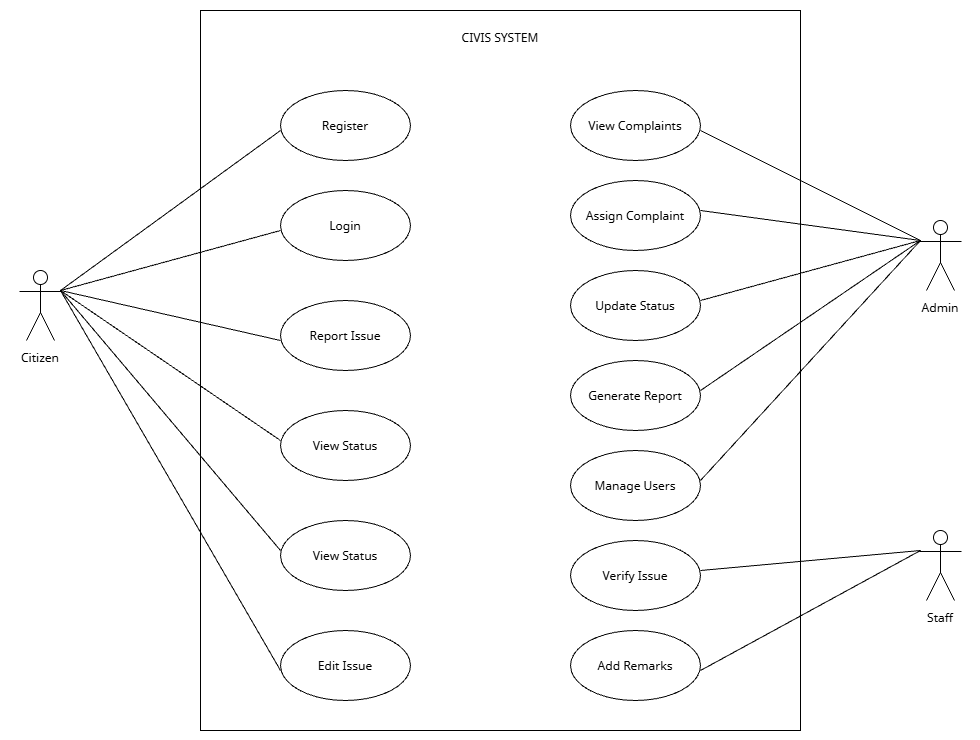 CIVIS SYSTEM
Register
Login
Report Issue
View Status
View Status
Edit Issue
View Complaints
Assign Complaint
Update Status
Generate Report
Manage Users
Verify Issue
Add Remarks
Citizen
Admin
Staff